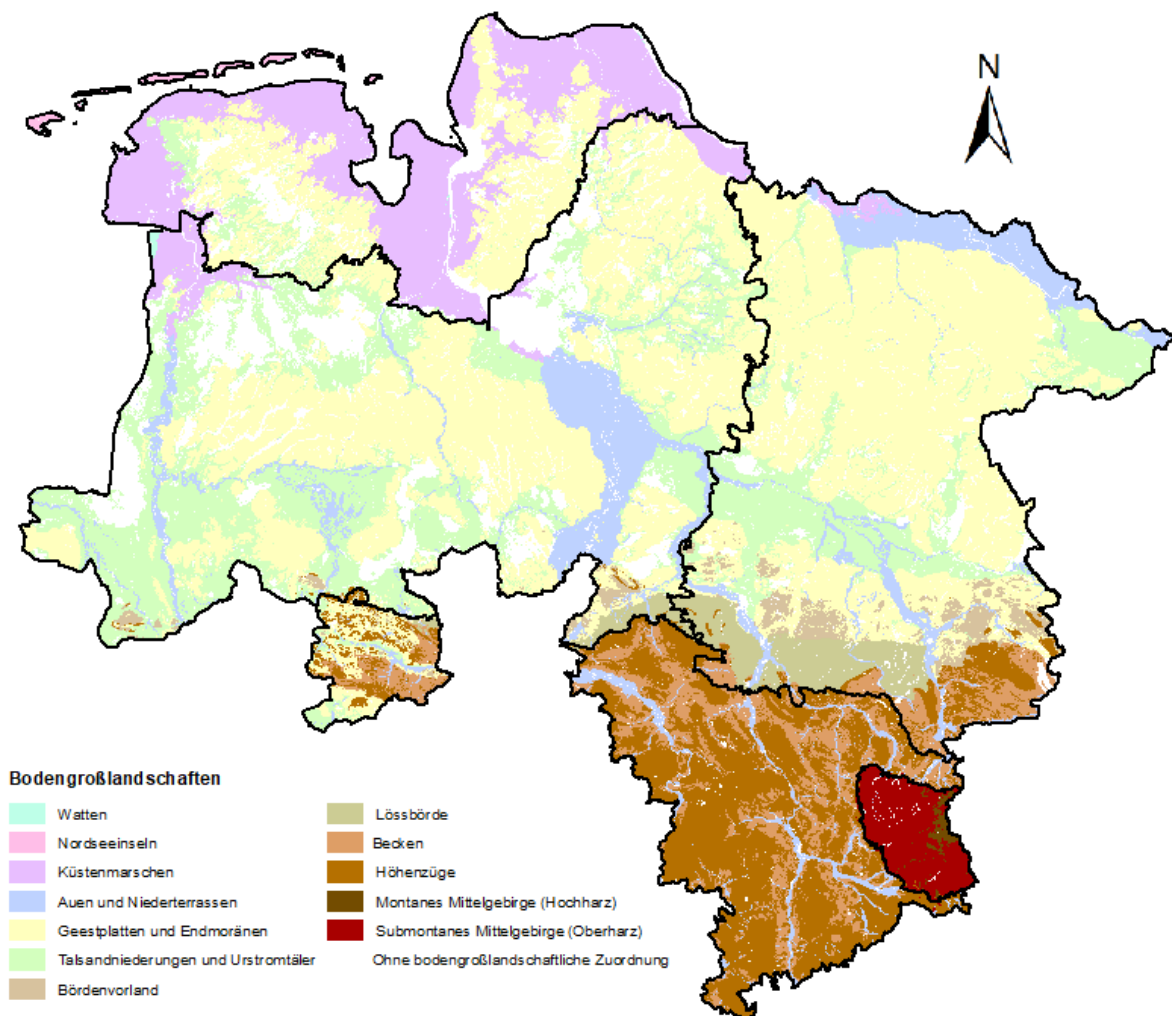 N
Bodengroßlandschaften
Watten
Nordseeinseln
Küstenmarschen
Auen und Niederterrassen
Geestplatten und Endmoränen
Talsandniederungen und Urstromtäler
Bördenvorland
Lössbörde
Becken
Höhenzüge
Montanes Mittelgebirge (Hochharz)
Submontanes Mittelgebirge (Oberharz)
Ohne bodengroßlandschaftliche Zuordnung